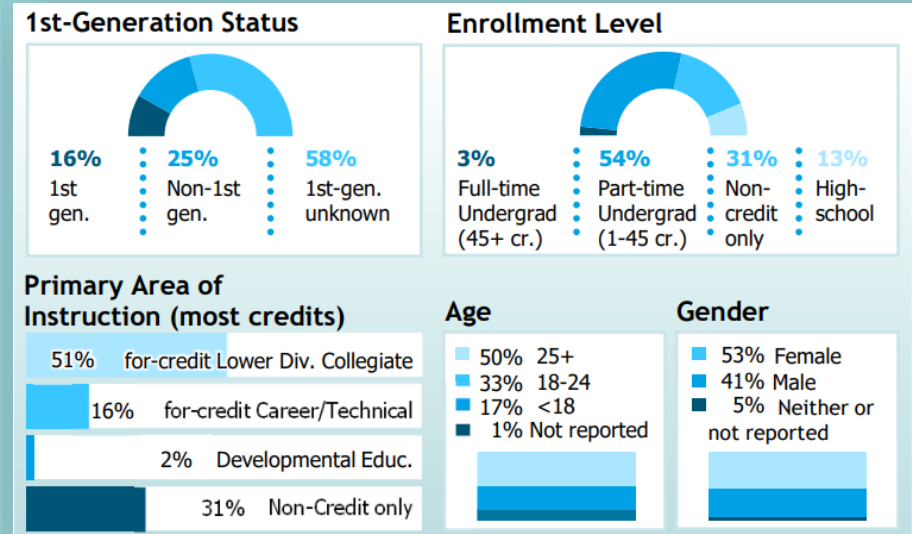 1st-Generation Status
16%
1st
gen.
25%
Non-1st
gen.
58%
1st-gen.
unknown
Enrollment Level
3%
Full-time
Undergrad
(45+ cr.)
54%
Part-time
Undergrad
(1-45 cr.)
31%
Non-
credit
only
13%
High-
school
Primary Area of
Instruction (most credits)
51% for-credit Lower Div. Collegiate
16% for-credit Career/Technical
2% Developmental Educ.
31% Non-Credit only
Age
50% 25+
33% 18-24
17% <18
1% Not reported
Gender
53% Female
41% Male
5% Neither or
not reported